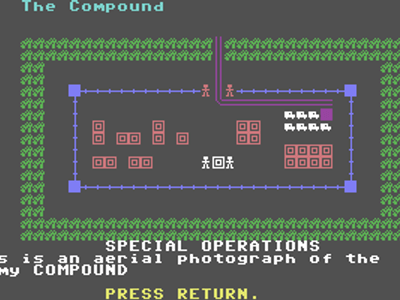 The Compound
SPECIAL OPERATIONS
s is an aerial photograph of the
my COMPOUND
PRESS RETURN.